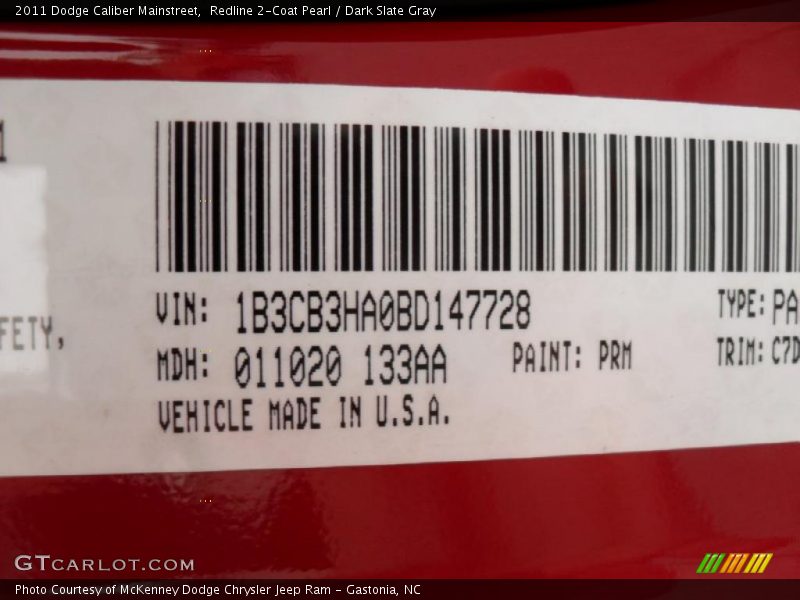 2011 Dodge Caliber Mainstreet, Redline 2-Coat Pearl / Dark Slate Gray
FETY,
VIN: 1B3CB3HA0BD147728
TYPE: PA
MDH: 011020 133AA
PAINT: PRM
TRIM: C7D
VEHICLE MADE IN U.S.A.
GTCARLOT.COM
Photo Courtesy of McKenney Dodge Chrysler Jeep Ram - Gastonia, NC